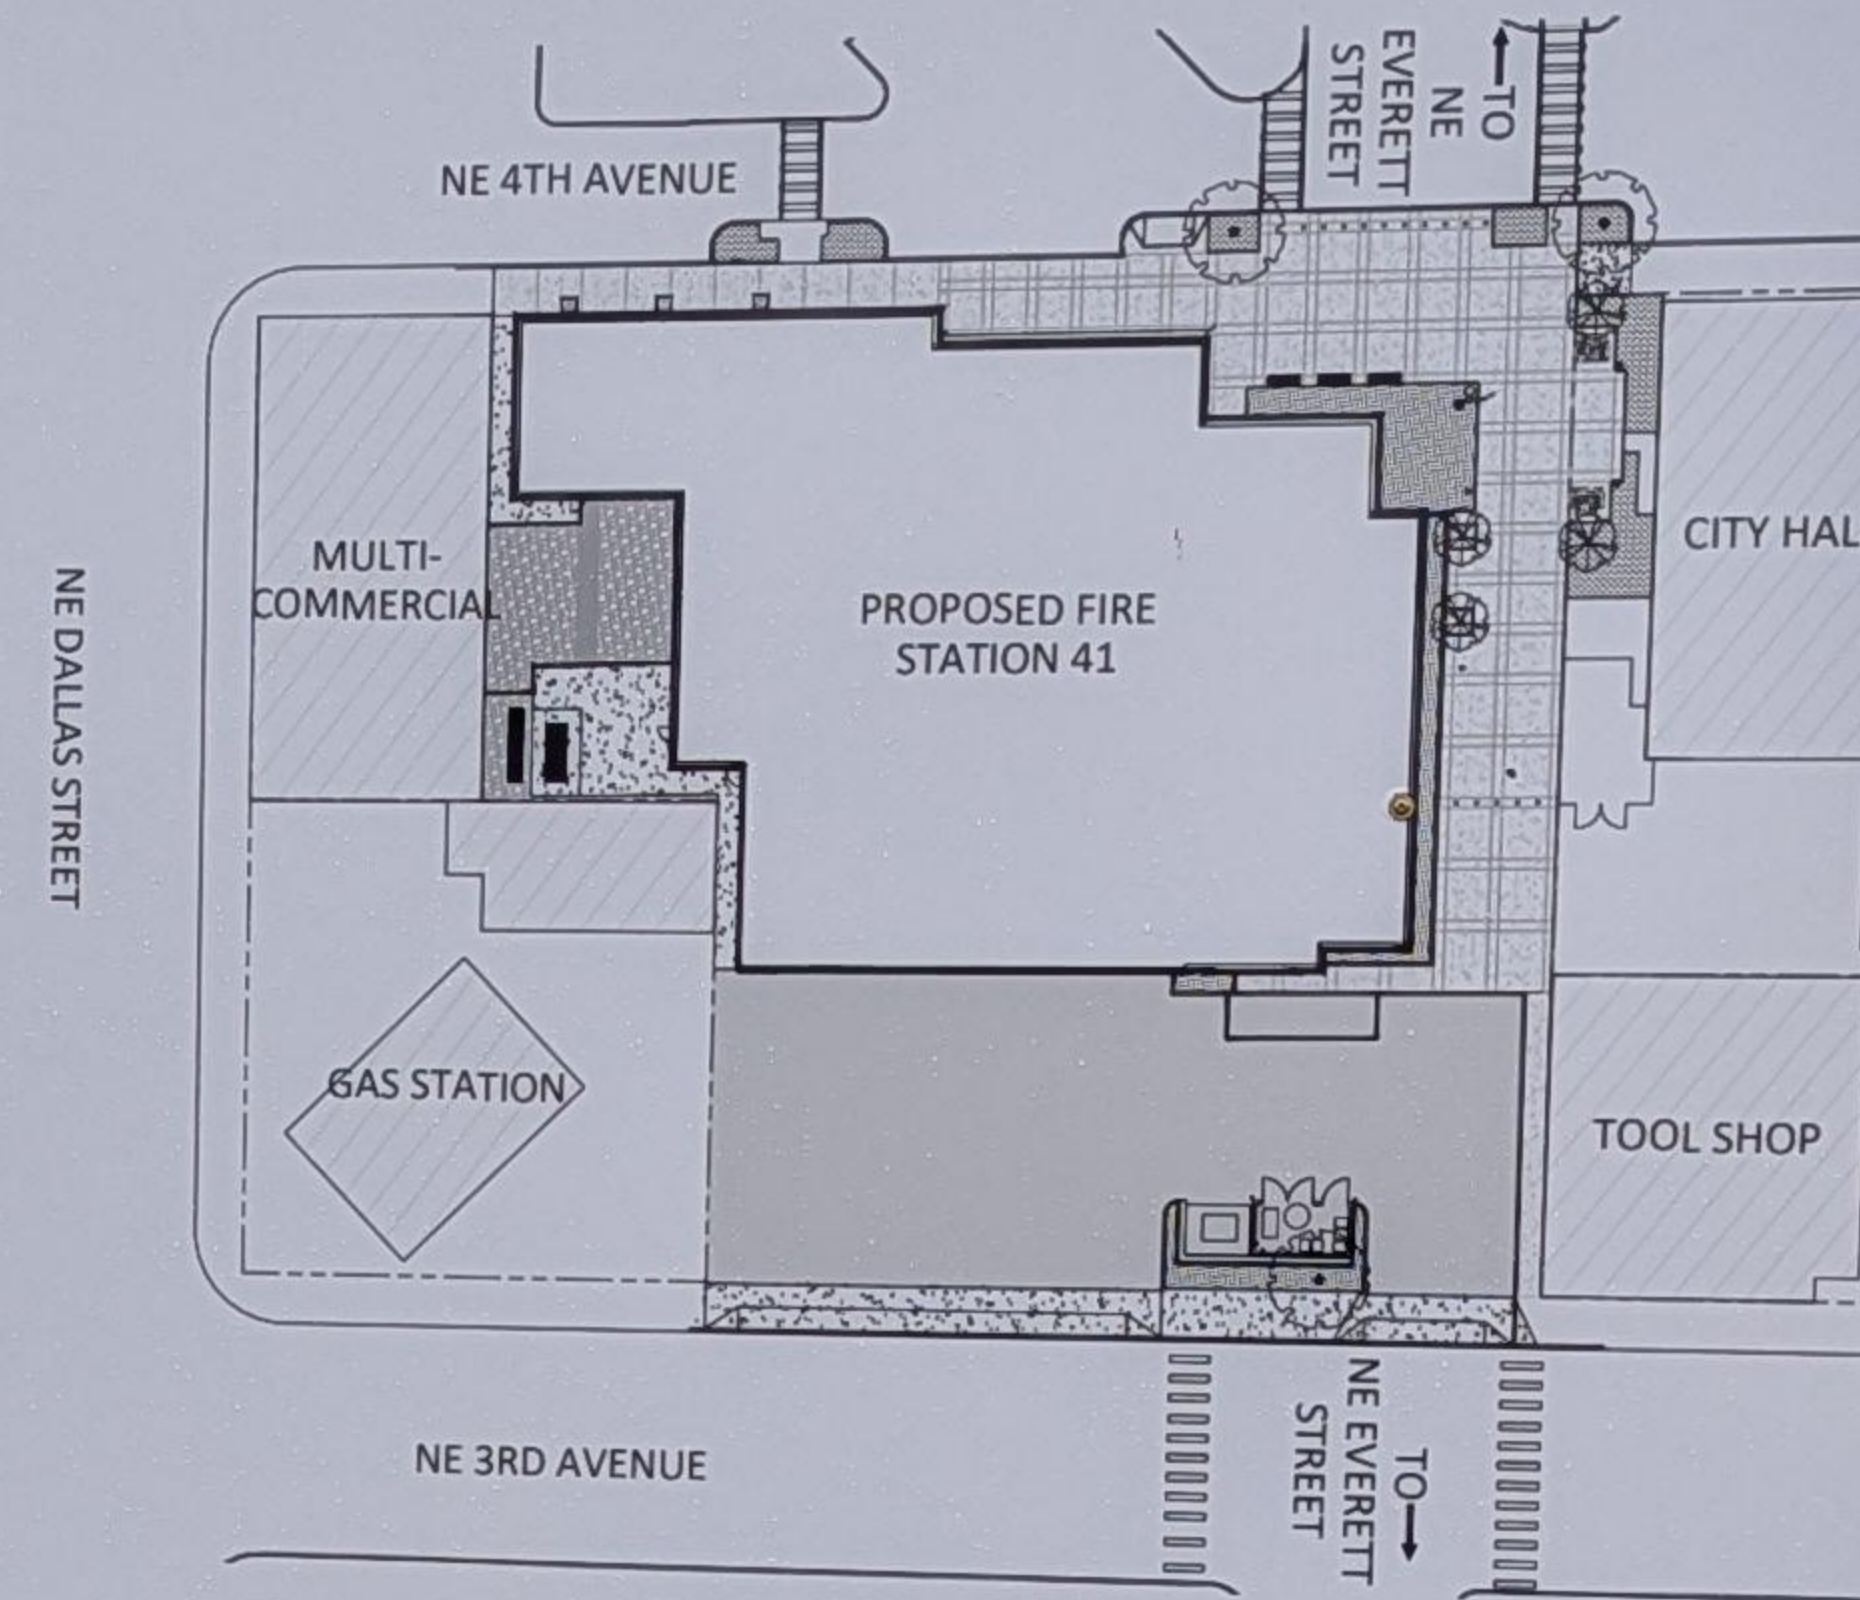 TO
NE
EVERETT
STREET
NE 4TH AVENUE
MULTI-
COMMERCIAL
PROPOSED FIRE
STATION 41
CITY HAL
NE DALLAS STREET
GAS STATION
TOOL SHOP
NE 3RD AVENUE
TO
NE EVERETT
STREET